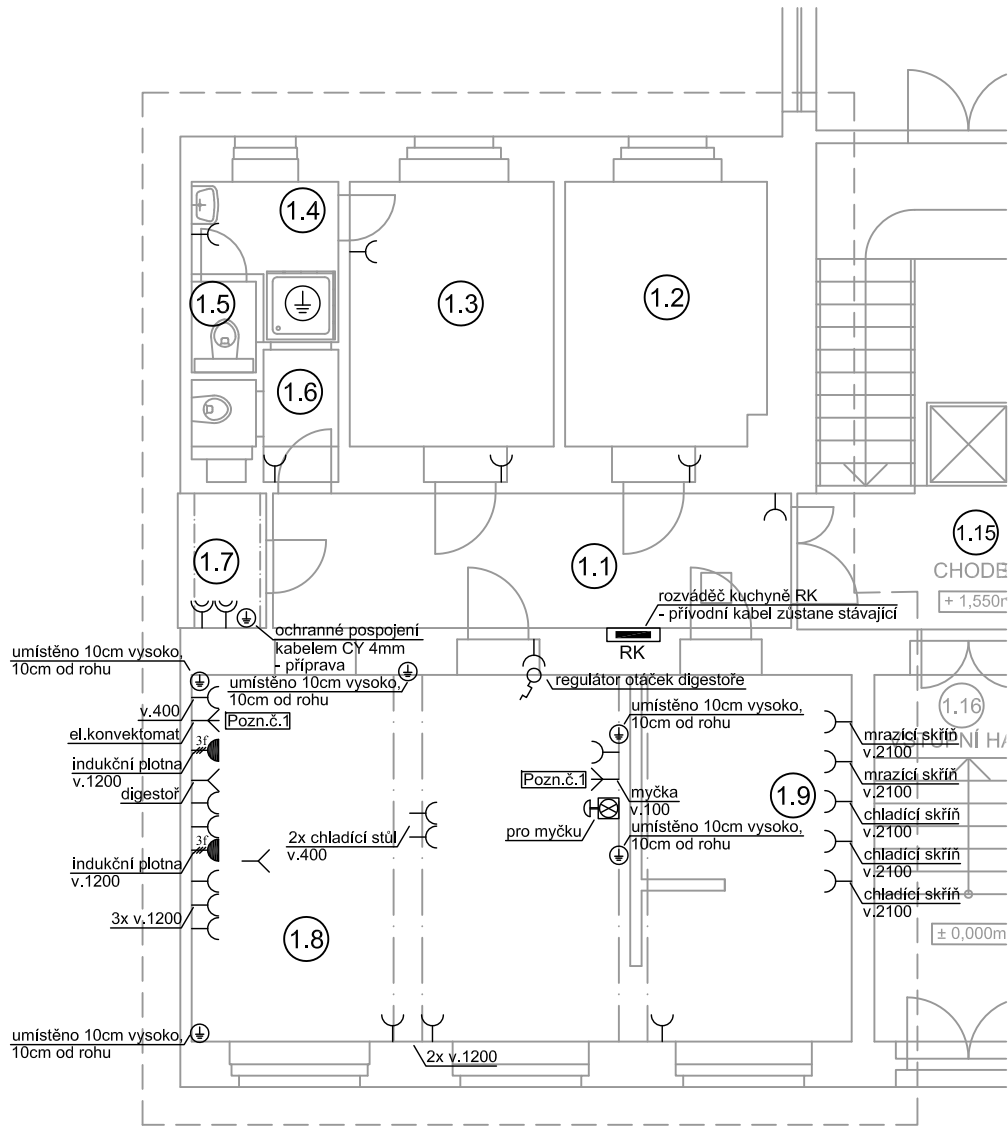 1.4
1.5
1.3
1.2
1.6
1.7
1.1
1.15
+ 1,550
rozváděč kuchyně RK
- přívodní kabel zůstane stávající
RK
ochranné pospojení
kabelem CY 4mm
- příprava
umístěno 10cm vysoko,
10cm od rohu
umístěno 10cm vysoko,
10cm od rohu
regulátor otáček digestoře
v.400
Pozn.č.1
el.konvektomat
3f
indukční plotna
v.1200
digestoř
umístěno 10cm vysoko,
10cm od rohu
Pozn.č.1
myčka
v.100
pro myčku
umístěno 10cm vysoko,
10cm od rohu
2x chladící stůl
v.400
3f
indukční plotna
v.1200
3x v.1200
1.8
1.9
1.16
mrazící skříň
v.2100
mrazící skříň
v.2100
chladící skříň
v.2100
chladící skříň
v.2100
chladící skříň
v.2100
± 0,000m
umístěno 10cm vysoko,
10cm od rohu
2x v.1200